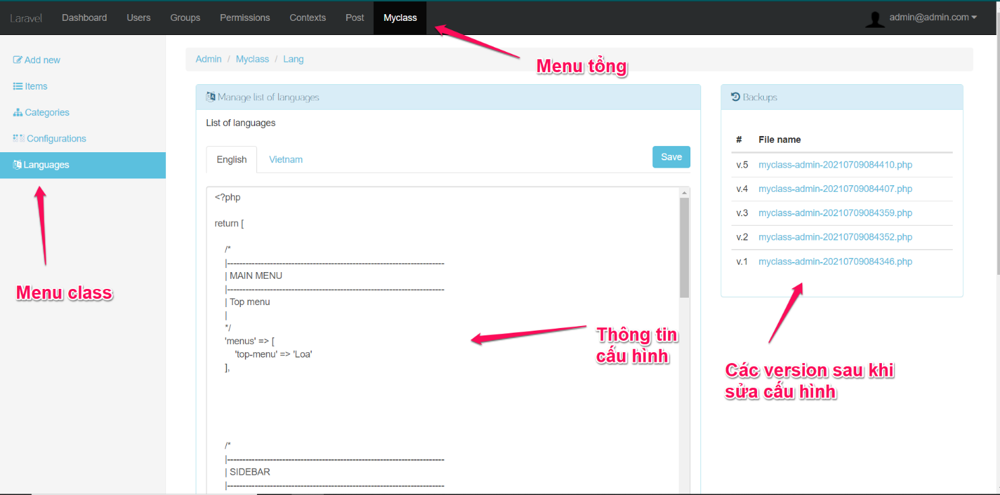 Laravel Dashboard Users Groups Permissions Contexts Post Myclass admin@admin.com
Add new
Items
Categories
Configurations
Languages
Menu class
Admin / Myclass / Lang
Menu tổng
Manage list of languages
List of languages
English Vietnam Save
<?php
return [
/*
|--------------------------------------------------------------------------
| MAIN MENU
|--------------------------------------------------------------------------
| Top menu
|
*/
'menus' => [
'top-menu' => 'Loa'
],
/*
|--------------------------------------------------------------------------
| SIDEBAR
|--------------------------------------------------------------------------
Thông tin
cấu hình
Backups
# File name
v.5 myclass-admin-20210709084410.php
v.4 myclass-admin-20210709084407.php
v.3 myclass-admin-20210709084359.php
v.2 myclass-admin-20210709084352.php
v.1 myclass-admin-20210709084346.php
Các version sau khi
sửa cấu hình